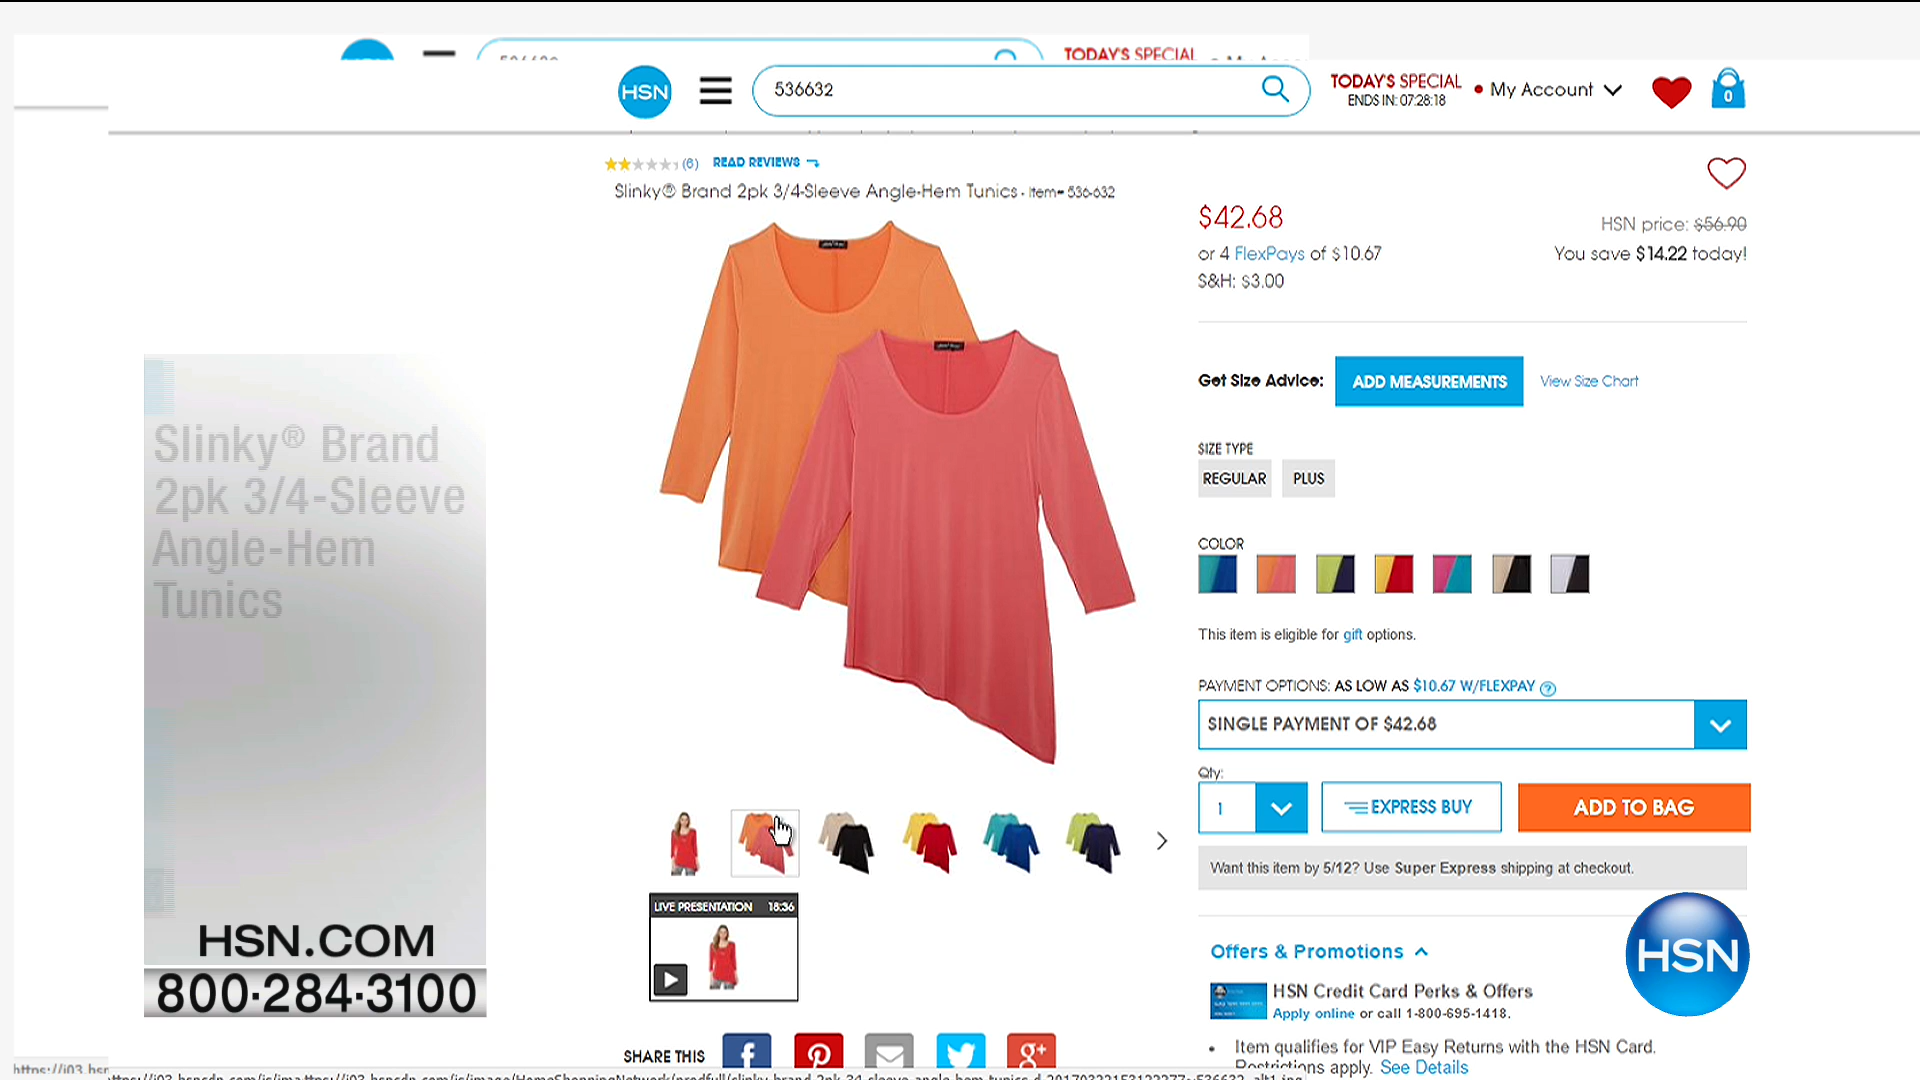 TODAY'S SPECIAL
HSN
536632
TODAY'S SPECIAL
ENDS IN: 07:28:18
My Account
0
(6) READ REVIEWS
Slinky® Brand 2pk 3/4-Sleeve Angle-Hem Tunics • Item# 536-632
$42.68
HSN price: $56.90
or 4 FlexPays of $10.67
You save $14.22 today!
S&H: $3.00
Get Size Advice: ADD MEASUREMENTS View Size Chart
SIZE TYPE
REGULAR PLUS
COLOR
This item is eligible for gift options.
PAYMENT OPTIONS: AS LOW AS $10.67 W/FLEXPAY ?
SINGLE PAYMENT OF $42.68
Qty:
1 EXPRESS BUY ADD TO BAG
Want this item by 5/12? Use Super Express shipping at checkout.
Offers & Promotions
HSN Credit Card Perks & Offers
Apply online or call 1-800-695-1418.
• Item qualifies for VIP Easy Returns with the HSN Card.
Restrictions apply. See Details
LIVE PRESENTATION 18:36
SHARE THIS
Slinky® Brand
2pk 3/4-Sleeve
Angle-Hem
Tunics
HSN.COM
800·284·3100
HSN